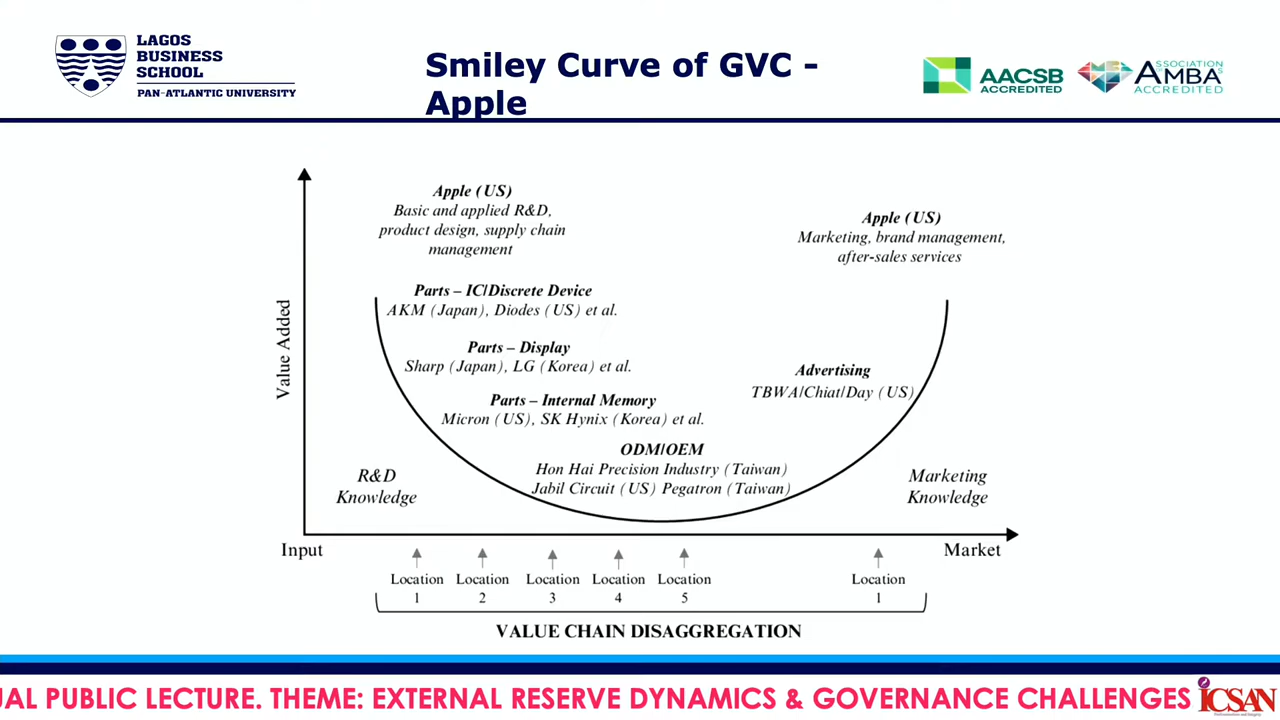 LAGOS
BUSINESS
SCHOOL
PAN-ATLANTIC UNIVERSITY
Smiley Curve of GVC -
Apple
AACSB
ACCREDITED
ASSOCIATION
AMBA
ACCREDITED
Apple (US)
Basic and applied R&D,
product design, supply chain
management
Apple (US)
Marketing, brand management,
after-sales services
Parts – IC/Discrete Device
AKM (Japan), Diodes (US) et al.
Parts – Display
Sharp (Japan), LG (Korea) et al.
Advertising
TBWA/Chiat/Day (US)
Parts – Internal Memory
Micron (US), SK Hynix (Korea) et al.
ODM/OEM
Hon Hai Precision Industry (Taiwan)
Jabil Circuit (US) Pegatron (Taiwan)
Value Added
R&D
Knowledge
Marketing
Knowledge
Input
Market
Location Location Location Location Location Location
1 2 3 4 5 1
VALUE CHAIN DISAGGREGATION
UAL PUBLIC LECTURE. THEME: EXTERNAL RESERVE DYNAMICS & GOVERNANCE CHALLENGES
ICSAN